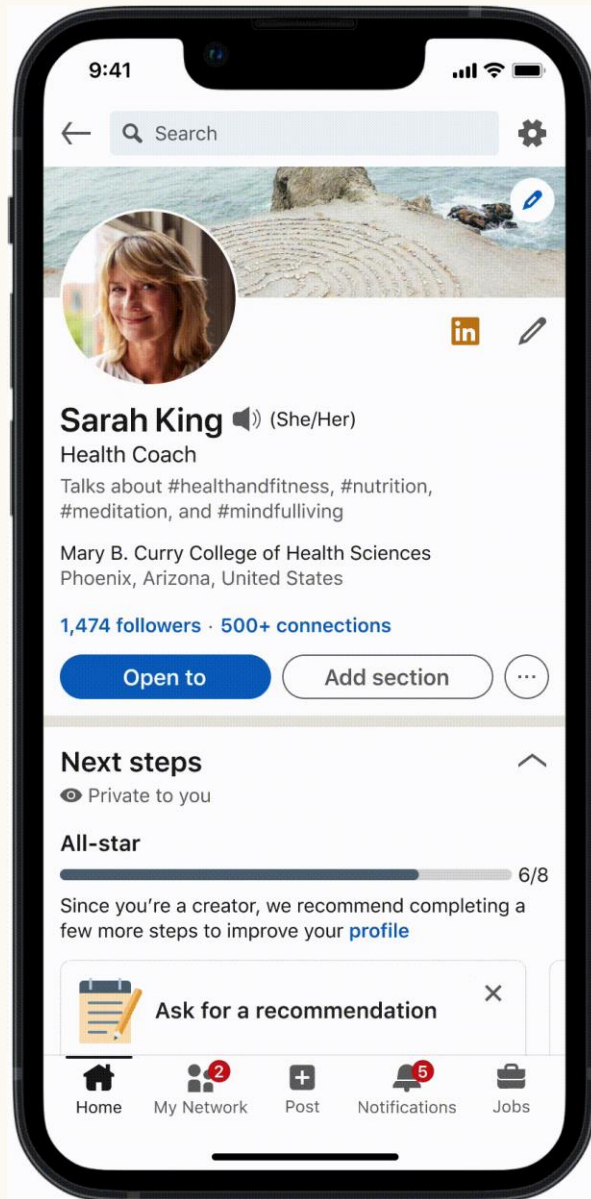 9:41
Search
in
Sarah King (She/Her)
Health Coach
Talks about #healthandfitness, #nutrition,
#meditation, and #mindfulliving
Mary B. Curry College of Health Sciences
Phoenix, Arizona, United States
1,474 followers · 500+ connections
Open to
Add section
Next steps
Private to you
All-star
6/8
Since you're a creator, we recommend completing a
few more steps to improve your profile
Ask for a recommendation
2
5
Home
My Network
Post
Notifications
Jobs